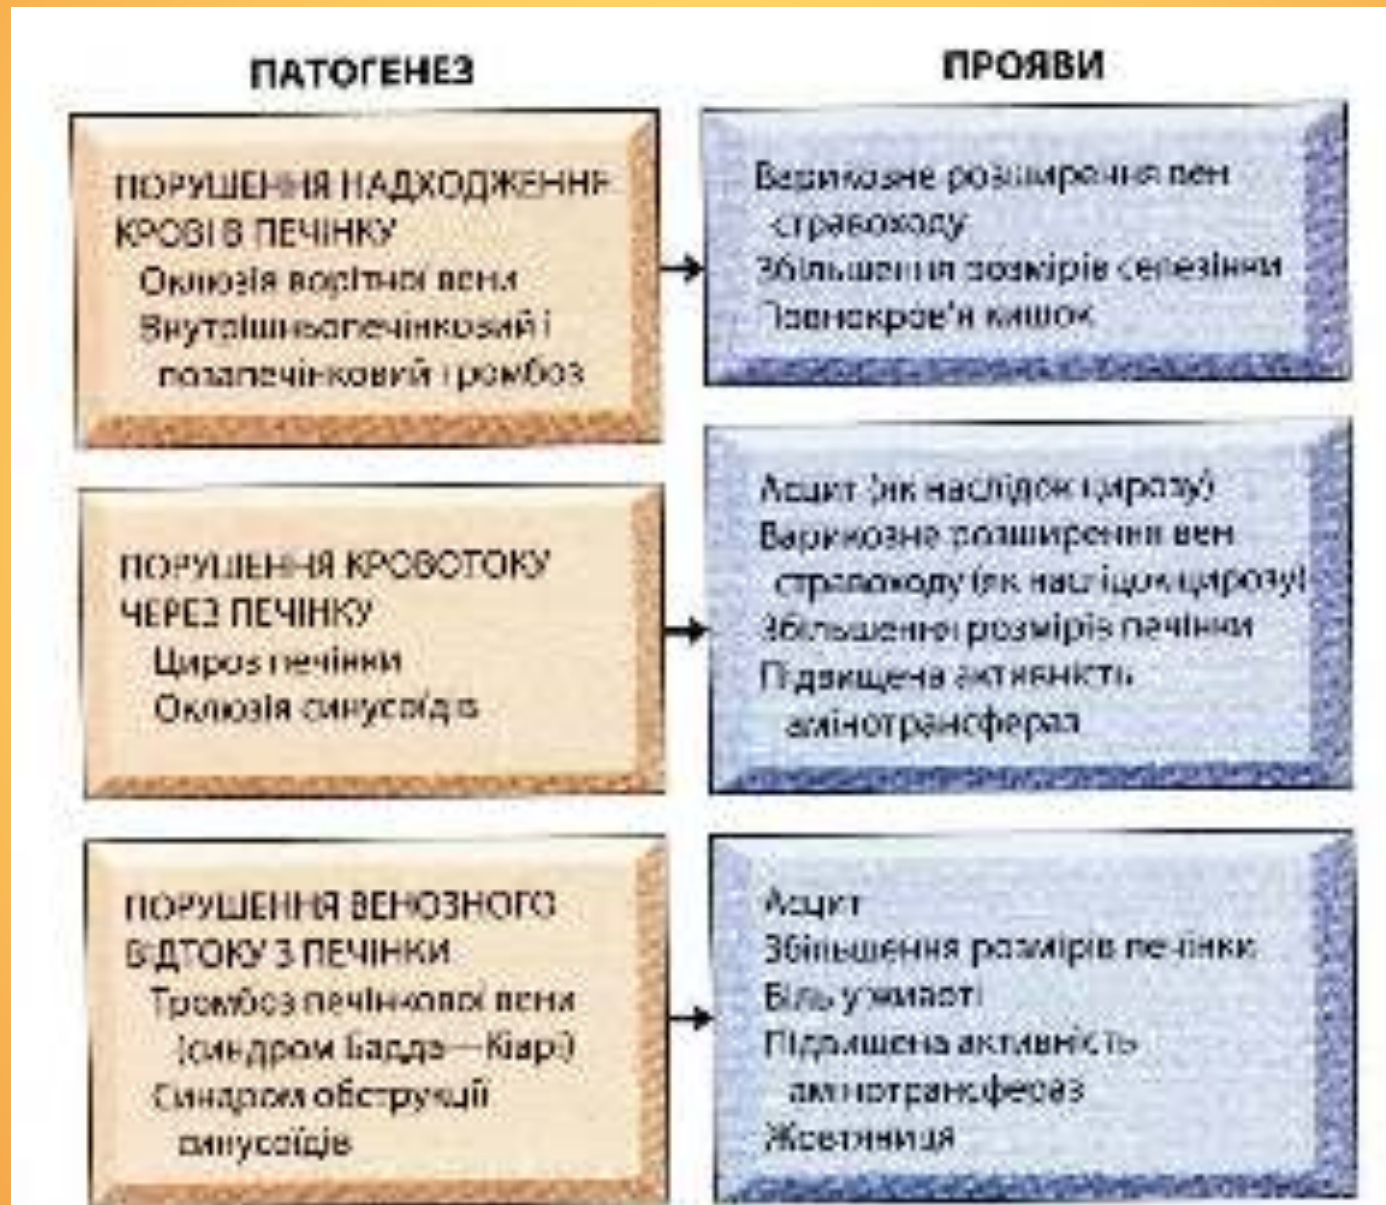 ПАТОГЕНЕЗ
ПОРУШЕННЯ НАДХОДЖЕННЯ
КРОВІ В ПЕЧІНКУ
Оклюзія ворітної вени
Внутрішньопечінковий і
позапечінковий тромбоз
ПРОЯВИ
Варикозне розширення вен
стравоходу
Збільшення розмірів селезінки
Повнокров'я кишок
ПОРУШЕННЯ КРОВОТОКУ
ЧЕРЕЗ ПЕЧІНКУ
Цироз печінки
Оклюзія синусоїдів
Асцит (як наслідок цирозу)
Варикозне розширення вен
стравоходу (як наслідок цирозу)
Збільшення розмірів печінки
Підвищена активність
амінотрансфераз
ПОРУШЕННЯ ВЕНОЗНОГО
ВІДТОКУ З ПЕЧІНКИ
Тромбоз печінкової вени
(синдром Бадда—Кіарі)
Синдром обструкції
синусоїдів
Асцит
Збільшення розмірів печінки
Біль у животі
Підвищена активність
амінотрансфераз
Жовтяниця